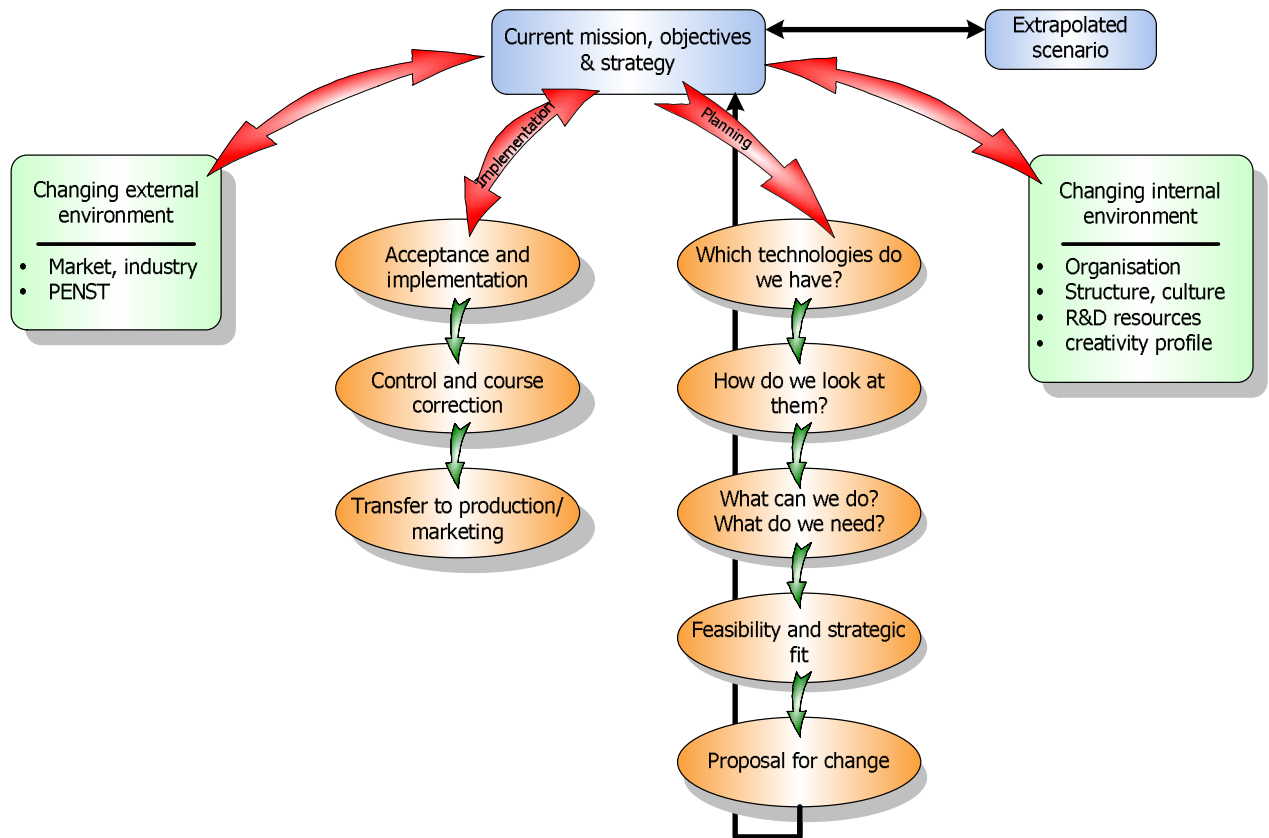 Current mission, objectives
& strategy
Extrapolated
scenario
Implementation
Planning
Changing external
environment
• Market, industry
• PENST
Changing internal
environment
• Organisation
• Structure, culture
• R&D resources
• creativity profile
Acceptance and
implementation
Control and course
correction
Transfer to production/
marketing
Which technologies do
we have?
How do we look at
them?
What can we do?
What do we need?
Feasibility and strategic
fit
Proposal for change